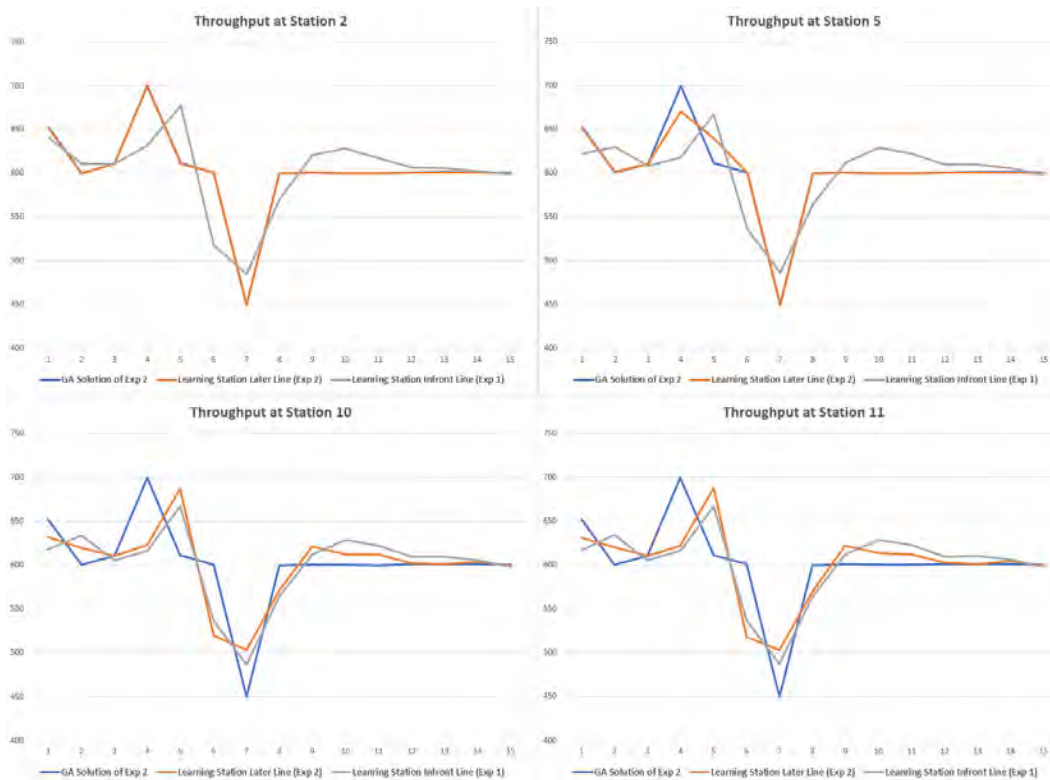 Throughput at Station 2
750
700
650
600
550
500
450
400
1 2 3 4 5 6 7 8 9 10 11 12 13 14 15
GA Solution of Exp 2 Learning Station Later Line (Exp 2) Learning Station Infront Line (Exp 1)
Throughput at Station 5
750
700
650
600
550
500
450
400
1 2 3 4 5 6 7 8 9 10 11 12 13 14 15
GA Solution of Exp 2 Learning Station Later Line (Exp 2) Leanring Station Infront Line (Exp 1)
Throughput at Station 10
750
700
650
600
550
500
450
400
1 2 3 4 5 6 7 8 9 10 11 12 13 14 15
GA Solution of Exp 2 Learning Station Later Line (Exp 2) Leanring Station Infront Line (Exp 1)
Throughput at Station 11
750
700
650
600
550
500
450
400
1 2 3 4 5 6 7 8 9 10 11 12 13 14 15
GA Solution of Exp 2 Learning Station Later Line (Exp 2) Leanring Station Infront Line (Exp 1)